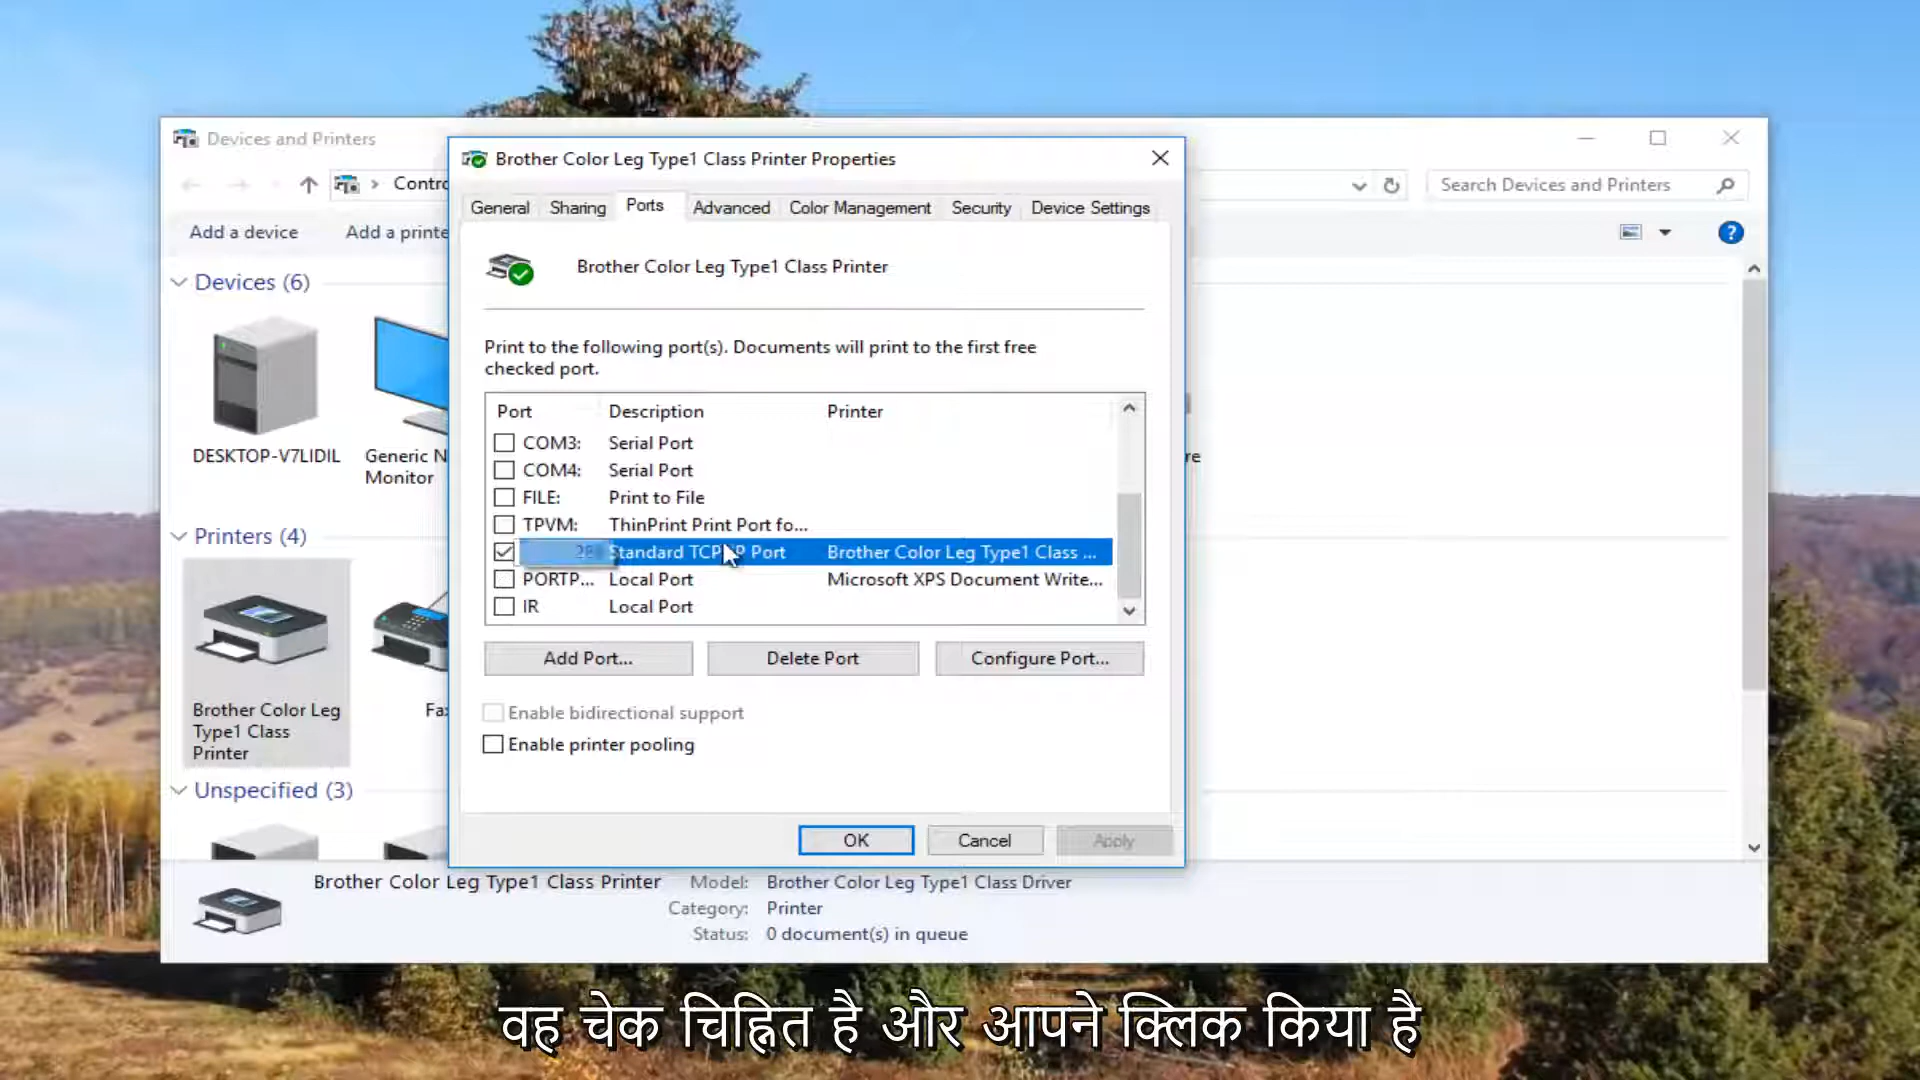 Devices and Printers
Brother Color Leg Type1 Class Printer Properties
Contro
Search Devices and Printers
General Sharing Ports Advanced Color Management Security Device Settings
Add a device Add a printe
Brother Color Leg Type1 Class Printer
Devices (6)
Print to the following port(s). Documents will print to the first free
checked port.
Port Description Printer
COM3: Serial Port
COM4: Serial Port
FILE: Print to File
TPVM: ThinPrint Print Port fo...
Standard TCP/IP Port Brother Color Leg Type1 Class ...
PORTP... Local Port Microsoft XPS Document Write...
IR Local Port
DESKTOP-V7LIDIL
Generic N
Monitor
re
Printers (4)
Add Port... Delete Port Configure Port...
Brother Color Leg
Type1 Class
Printer
Fax
Enable bidirectional support
Enable printer pooling
Unspecified (3)
OK Cancel Apply
Brother Color Leg Type1 Class Printer
Model: Brother Color Leg Type1 Class Driver
Category: Printer
Status: 0 document(s) in queue
वह चेक चिह्नित है और आपने क्लिक किया है